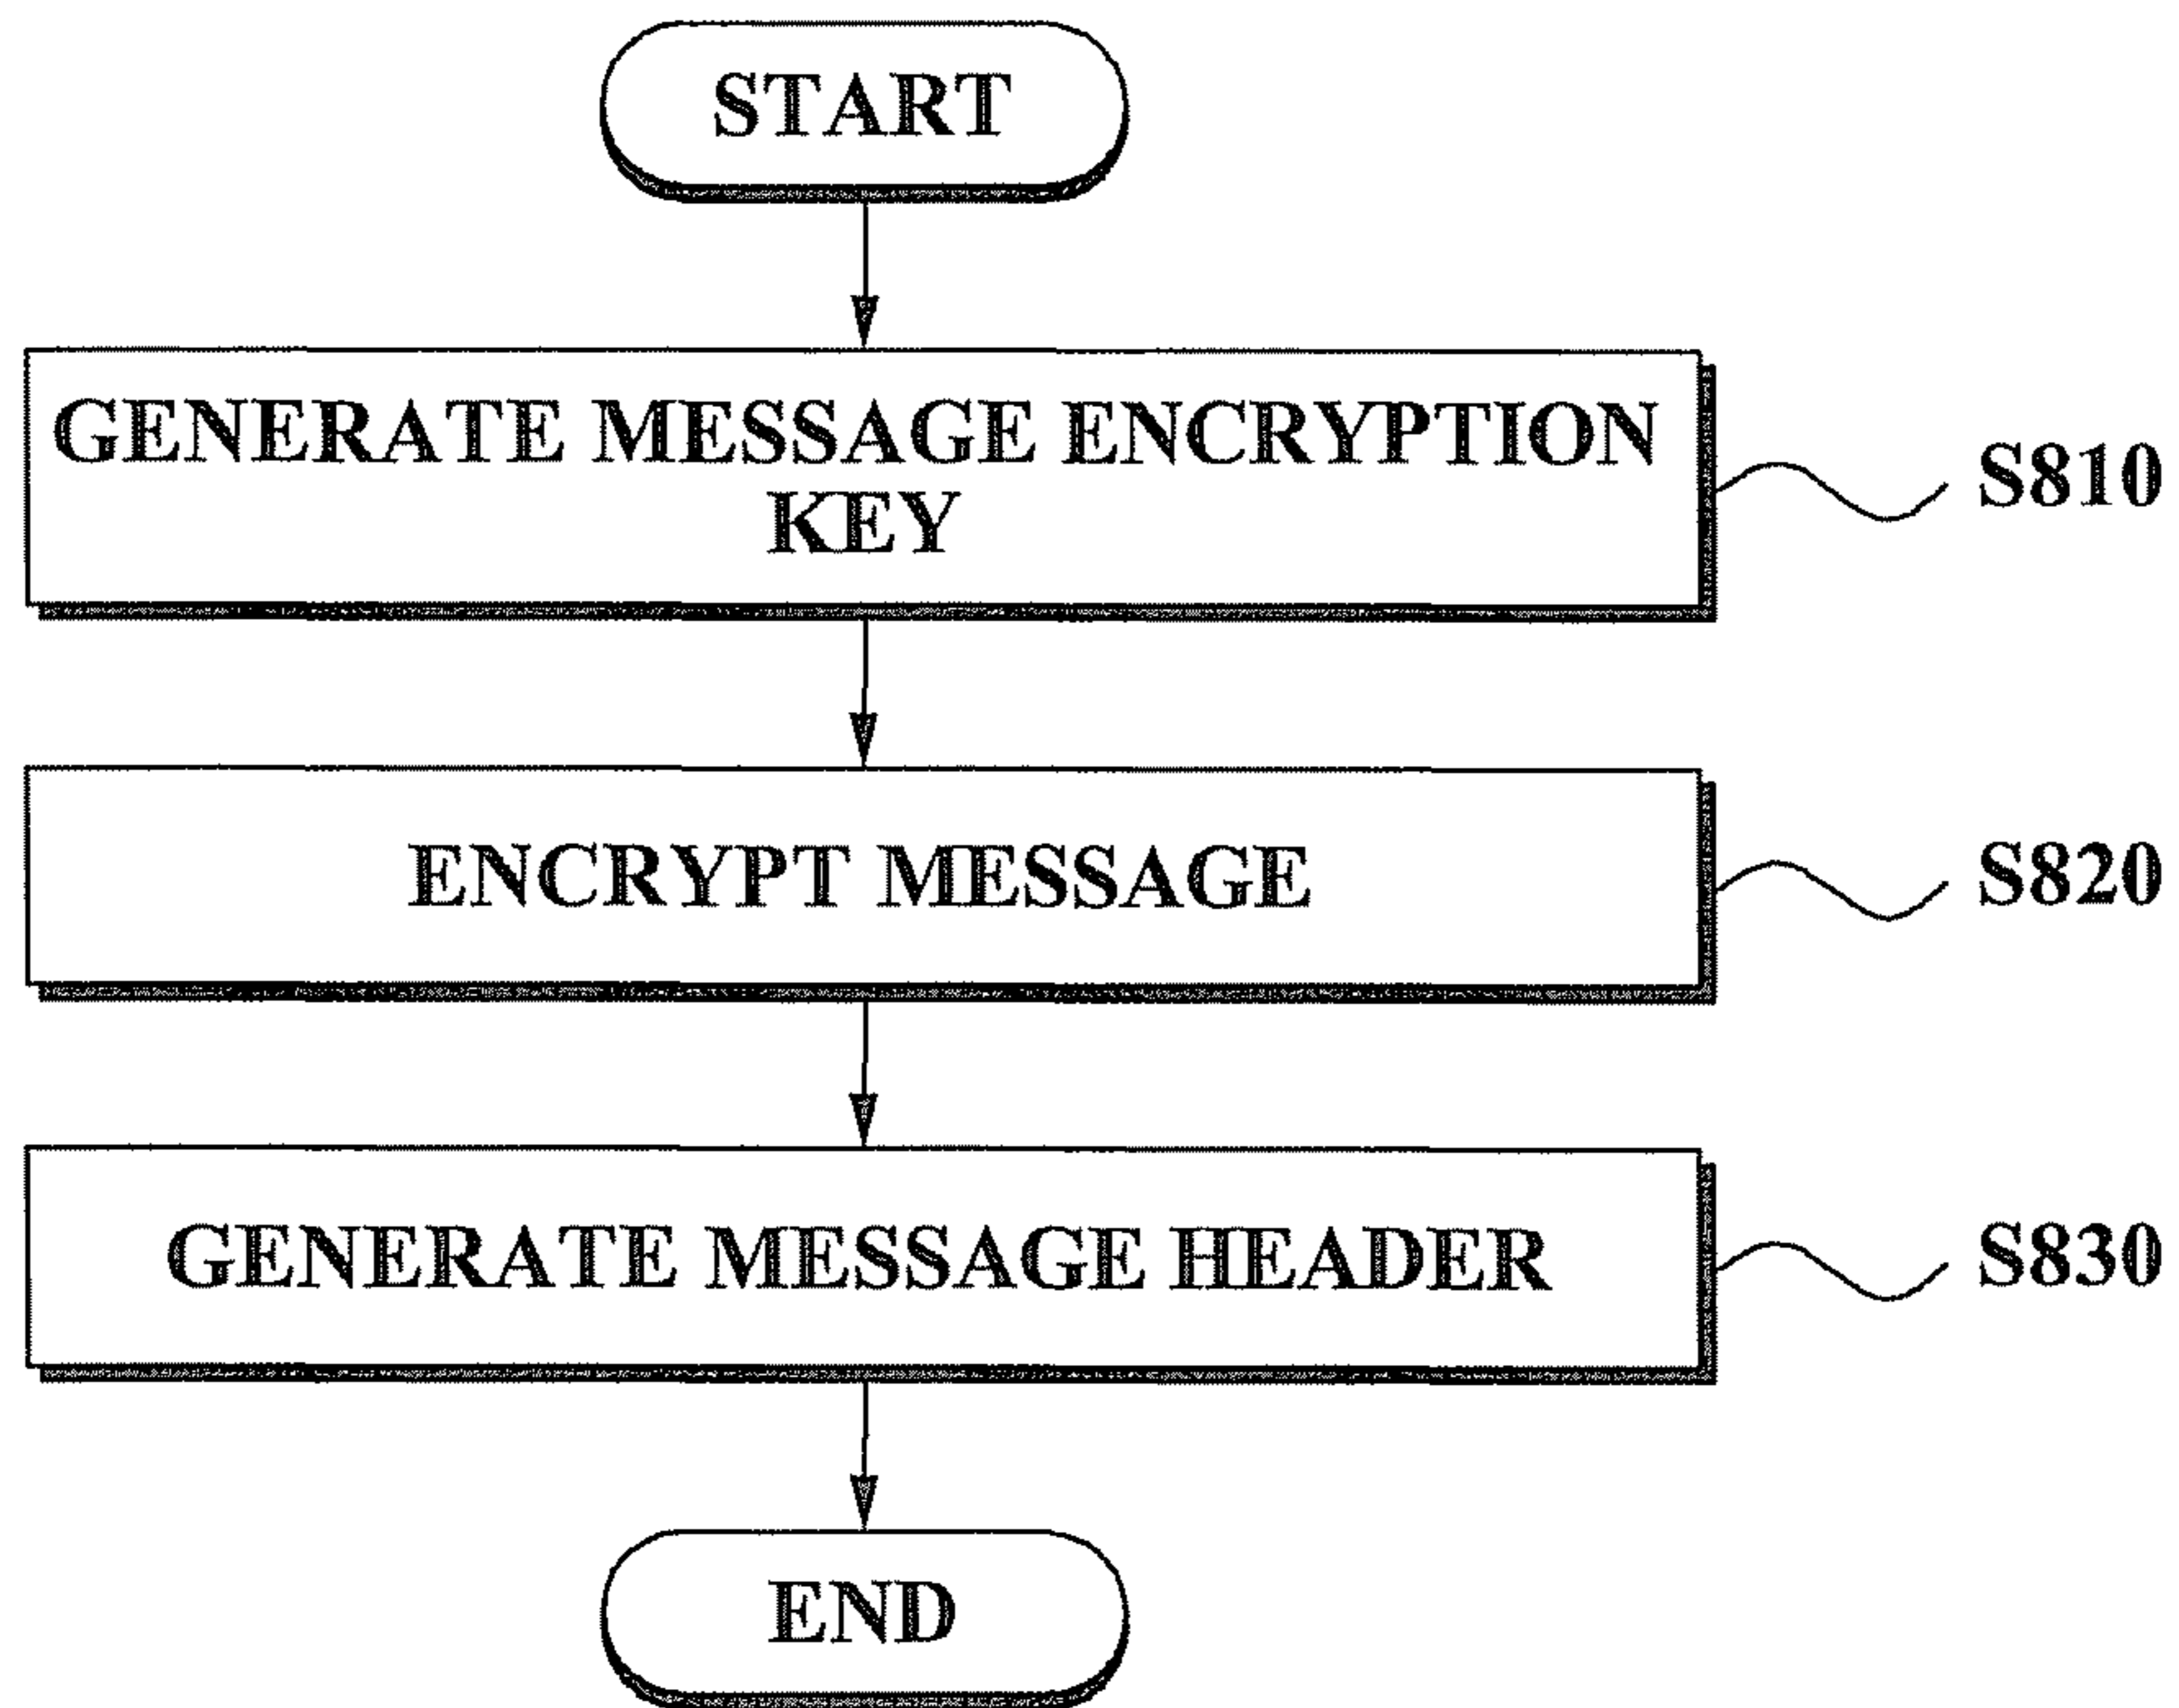 START
GENERATE MESSAGE ENCRYPTION
KEY
S810
ENCRYPT MESSAGE
S820
GENERATE MESSAGE HEADER
S830
END